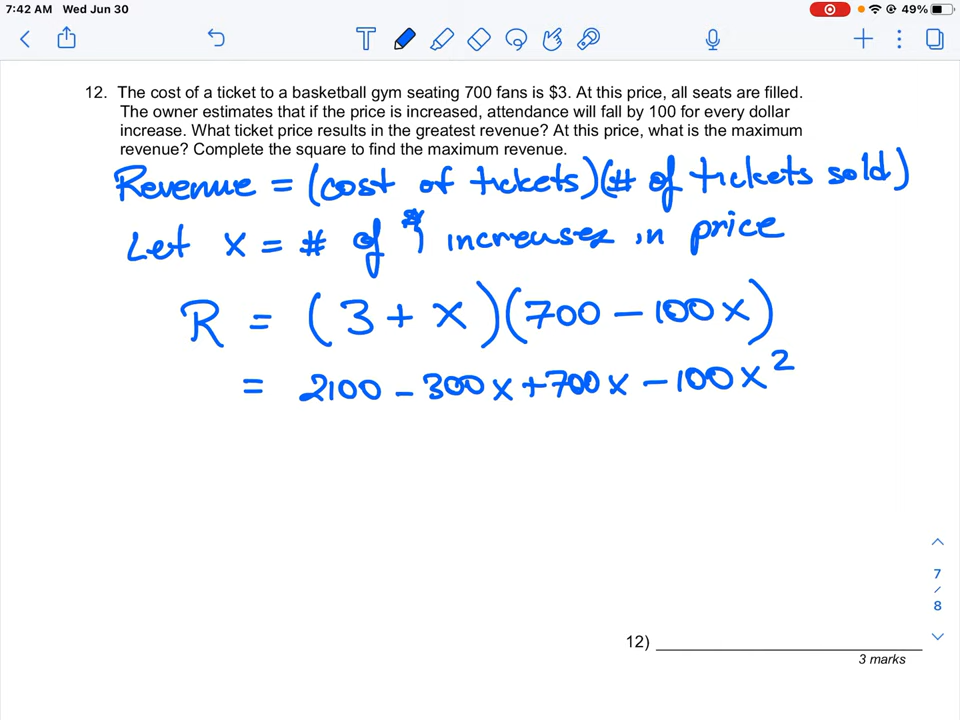 7:42 AM Wed Jun 30
49%
T
12. The cost of a ticket to a basketball gym seating 700 fans is $3. At this price, all seats are filled.
The owner estimates that if the price is increased, attendance will fall by 100 for every dollar
increase. What ticket price results in the greatest revenue? At this price, what is the maximum
revenue? Complete the square to find the maximum revenue.
Revenue = (cost of tickets)(# of tickets sold)
Let x = # of $1 increases in price
R = (3 + x)(700 - 100x)
= 2100 - 300x + 700x - 100x²
7
/
8
12) ____________________
3 marks